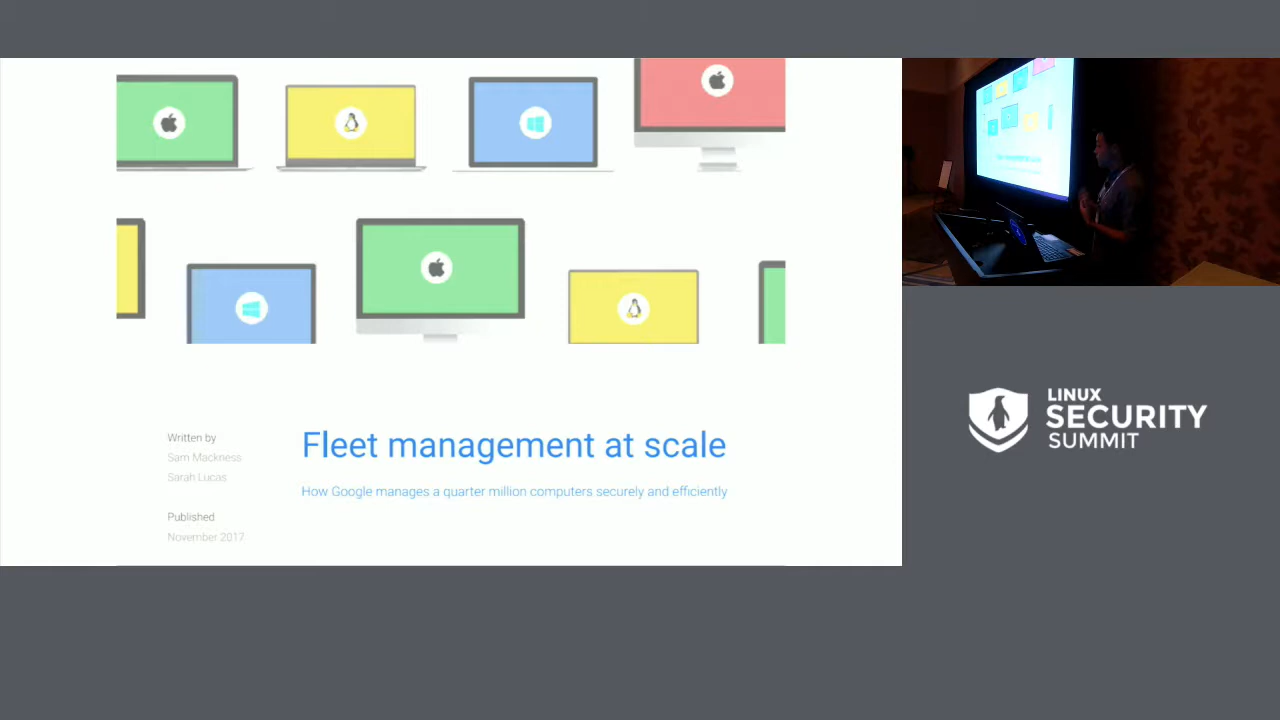 Written by
Sam Mackness
Sarah Lucas
Published
November 2017
Fleet management at scale
How Google manages a quarter million computers securely and efficiently
LINUX
SECURITY
SUMMIT